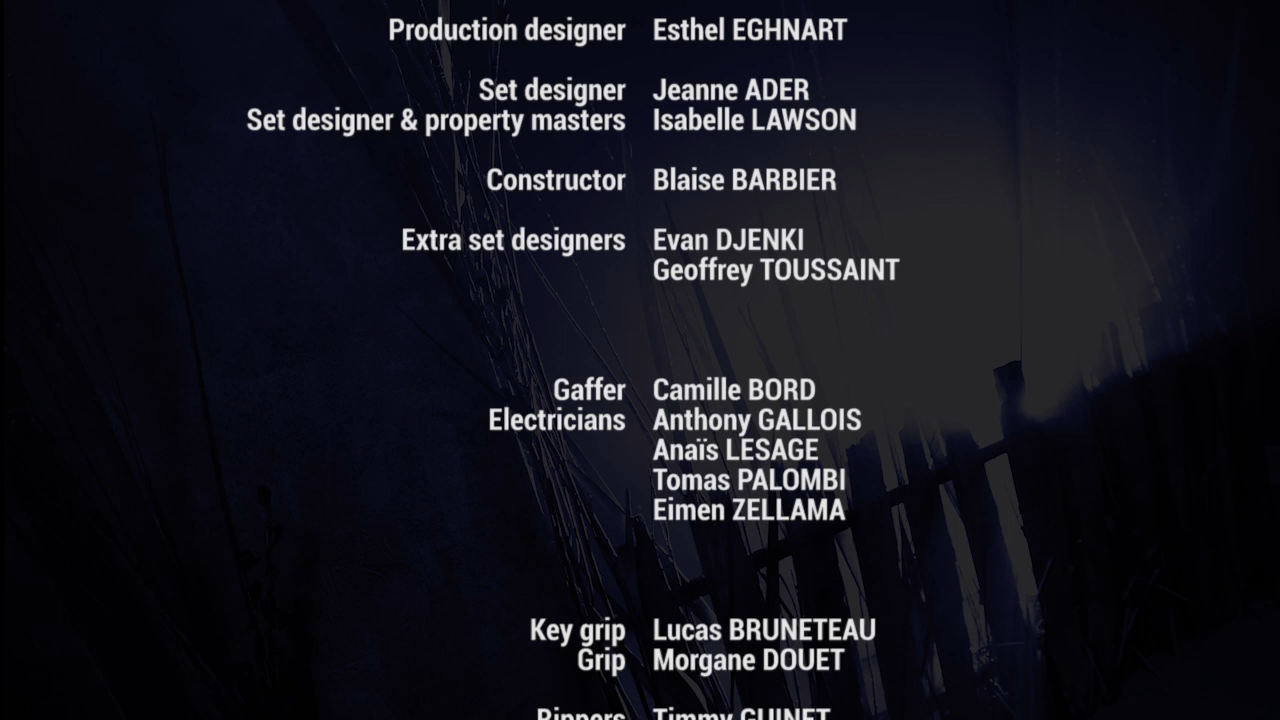 Production designer Esthel EGHNART
Set designer Jeanne ADER
Set designer & property masters Isabelle LAWSON
Constructor Blaise BARBIER
Extra set designers Evan DJENKI
Geoffrey TOUSSAINT
Gaffer Camille BORD
Electricians Anthony GALLOIS
Anaïs LESAGE
Tomas PALOMBI
Eimen ZELLAMA
Key grip Lucas BRUNETEAU
Grip Morgane DOUET
Timmy GUINET